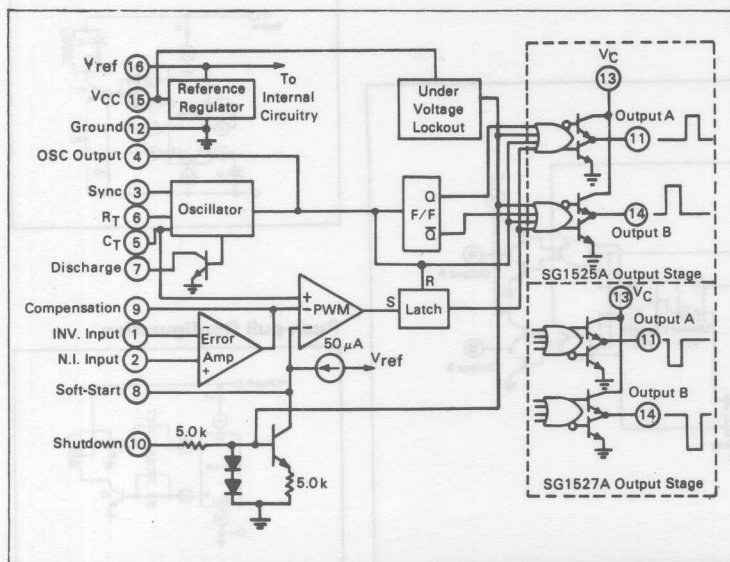 Vref 16
VCC 15
Ground 12
OSC Output 4
Sync 3
RT 6
CT 5
Discharge 7
Compensation 9
INV. Input 1
N.I. Input 2
Soft-Start 8
Shutdown 10
Reference
Regulator
To
Internal
Circuitry
Under
Voltage
Lockout
Oscillator
Q
F/F
Q̅
R
S
Latch
+
−
−
PWM
−
Error
Amp
+
50 μA
Vref
5.0 k
5.0 k
VC
13
Output A
11
14
Output B
SG1525A Output Stage
13 VC
Output A
11
Output B
14
SG1527A Output Stage